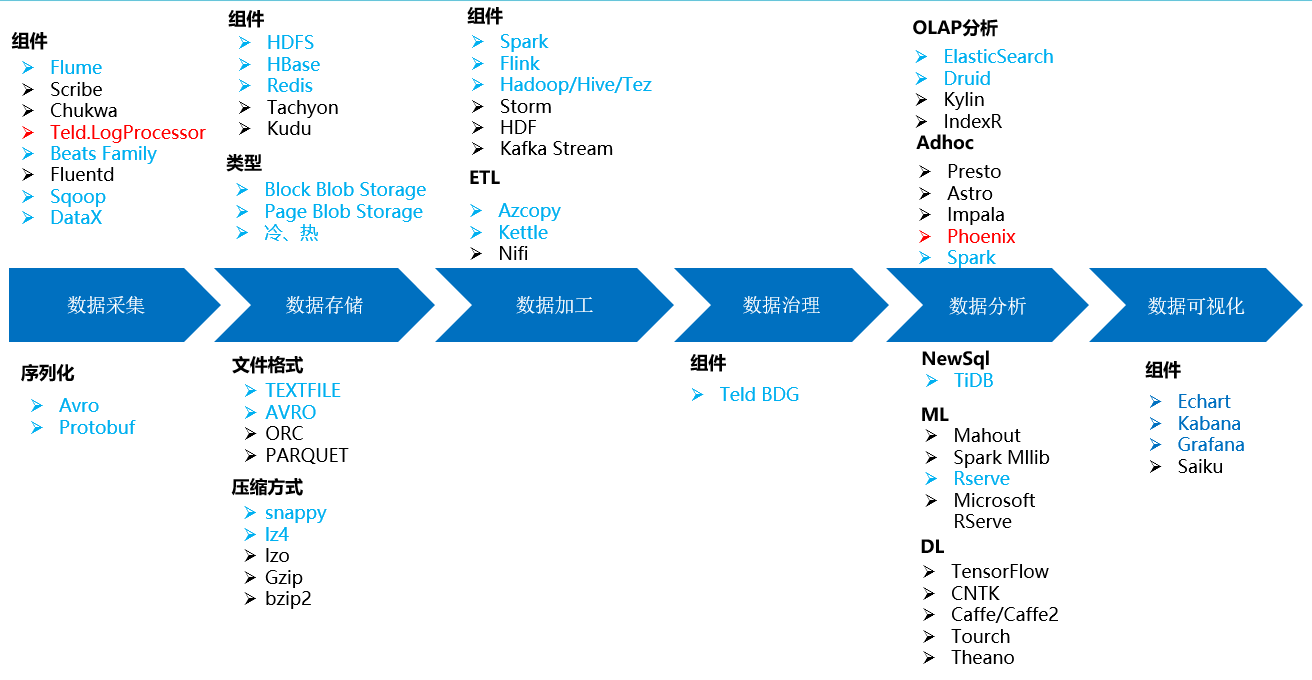 组件
Flume
Scribe
Chukwa
Teld.LogProcessor
Beats Family
Fluentd
Sqoop
DataX
组件
HDFS
HBase
Redis
Tachyon
Kudu
类型
Block Blob Storage
Page Blob Storage
冷、热
组件
Spark
Flink
Hadoop/Hive/Tez
Storm
HDF
Kafka Stream
ETL
Azcopy
Kettle
Nifi
OLAP分析
ElasticSearch
Druid
Kylin
IndexR
Adhoc
Presto
Astro
Impala
Phoenix
Spark
数据采集
数据存储
数据加工
数据治理
数据分析
数据可视化
序列化
Avro
Protobuf
文件格式
TEXTFILE
AVRO
ORC
PARQUET
压缩方式
snappy
lz4
lzo
Gzip
bzip2
组件
Teld BDG
NewSql
TiDB
ML
Mahout
Spark Mllib
Rserve
Microsoft
RServe
DL
TensorFlow
CNTK
Caffe/Caffe2
Tourch
Theano
组件
Echart
Kabana
Grafana
Saiku